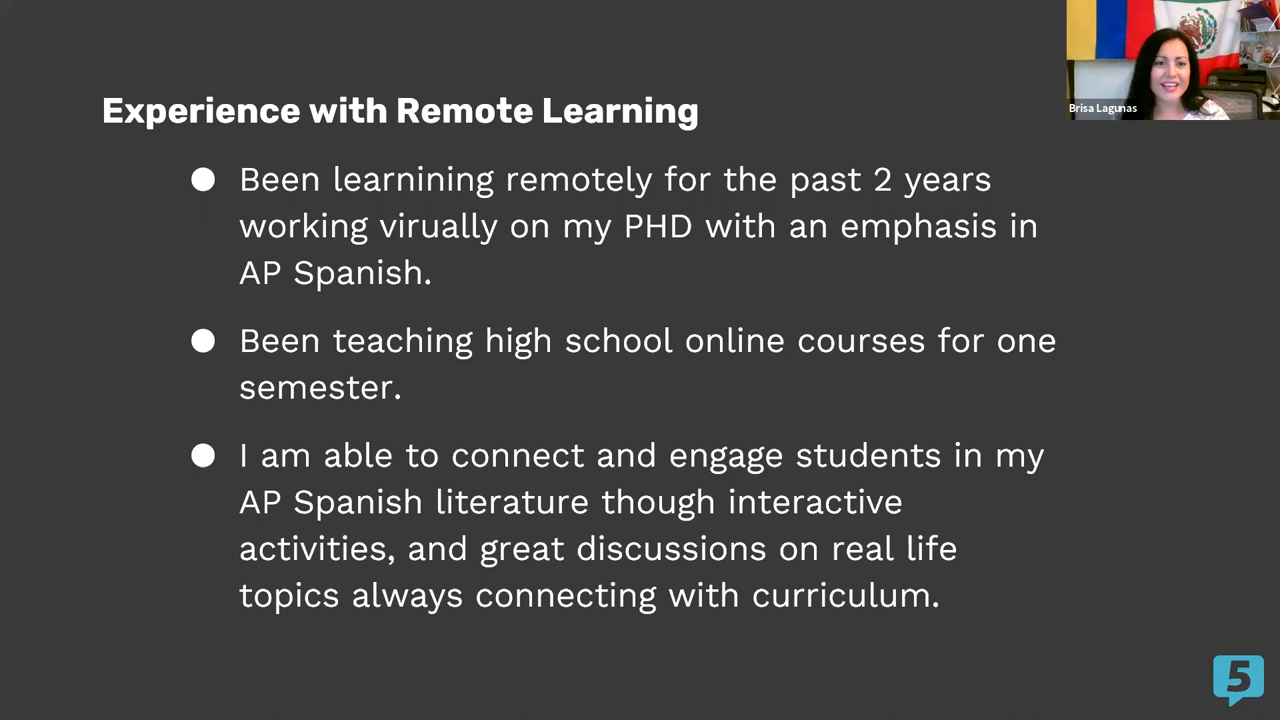 Experience with Remote Learning
Brisa Lagunas
● Been learnining remotely for the past 2 years
working virually on my PHD with an emphasis in
AP Spanish.
● Been teaching high school online courses for one
semester.
● I am able to connect and engage students in my
AP Spanish literature though interactive
activities, and great discussions on real life
topics always connecting with curriculum.
5